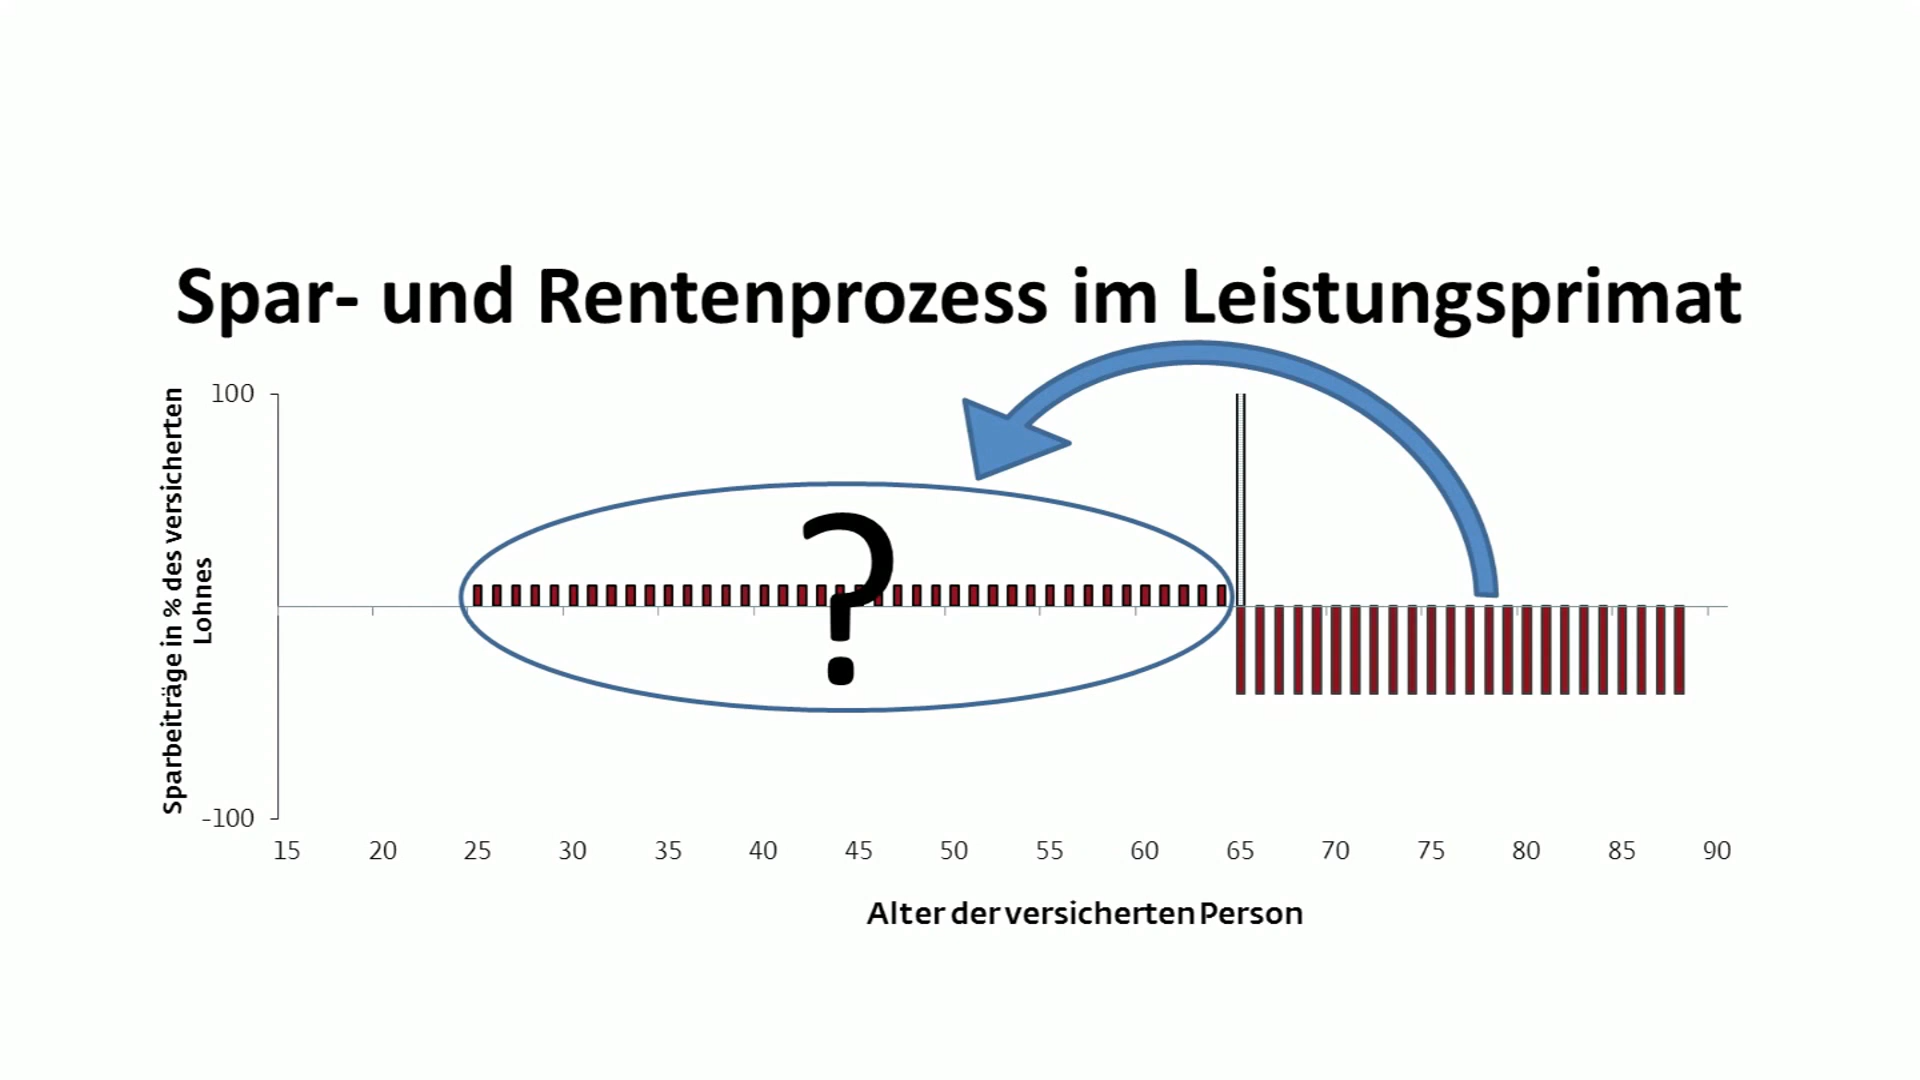 Spar- und Rentenprozess im Leistungsprimat
Sparbeiträge in % des versicherten
Lohnes
100
-100
15 20 25 30 35 40 45 50 55 60 65 70 75 80 85 90
Alter der versicherten Person
?